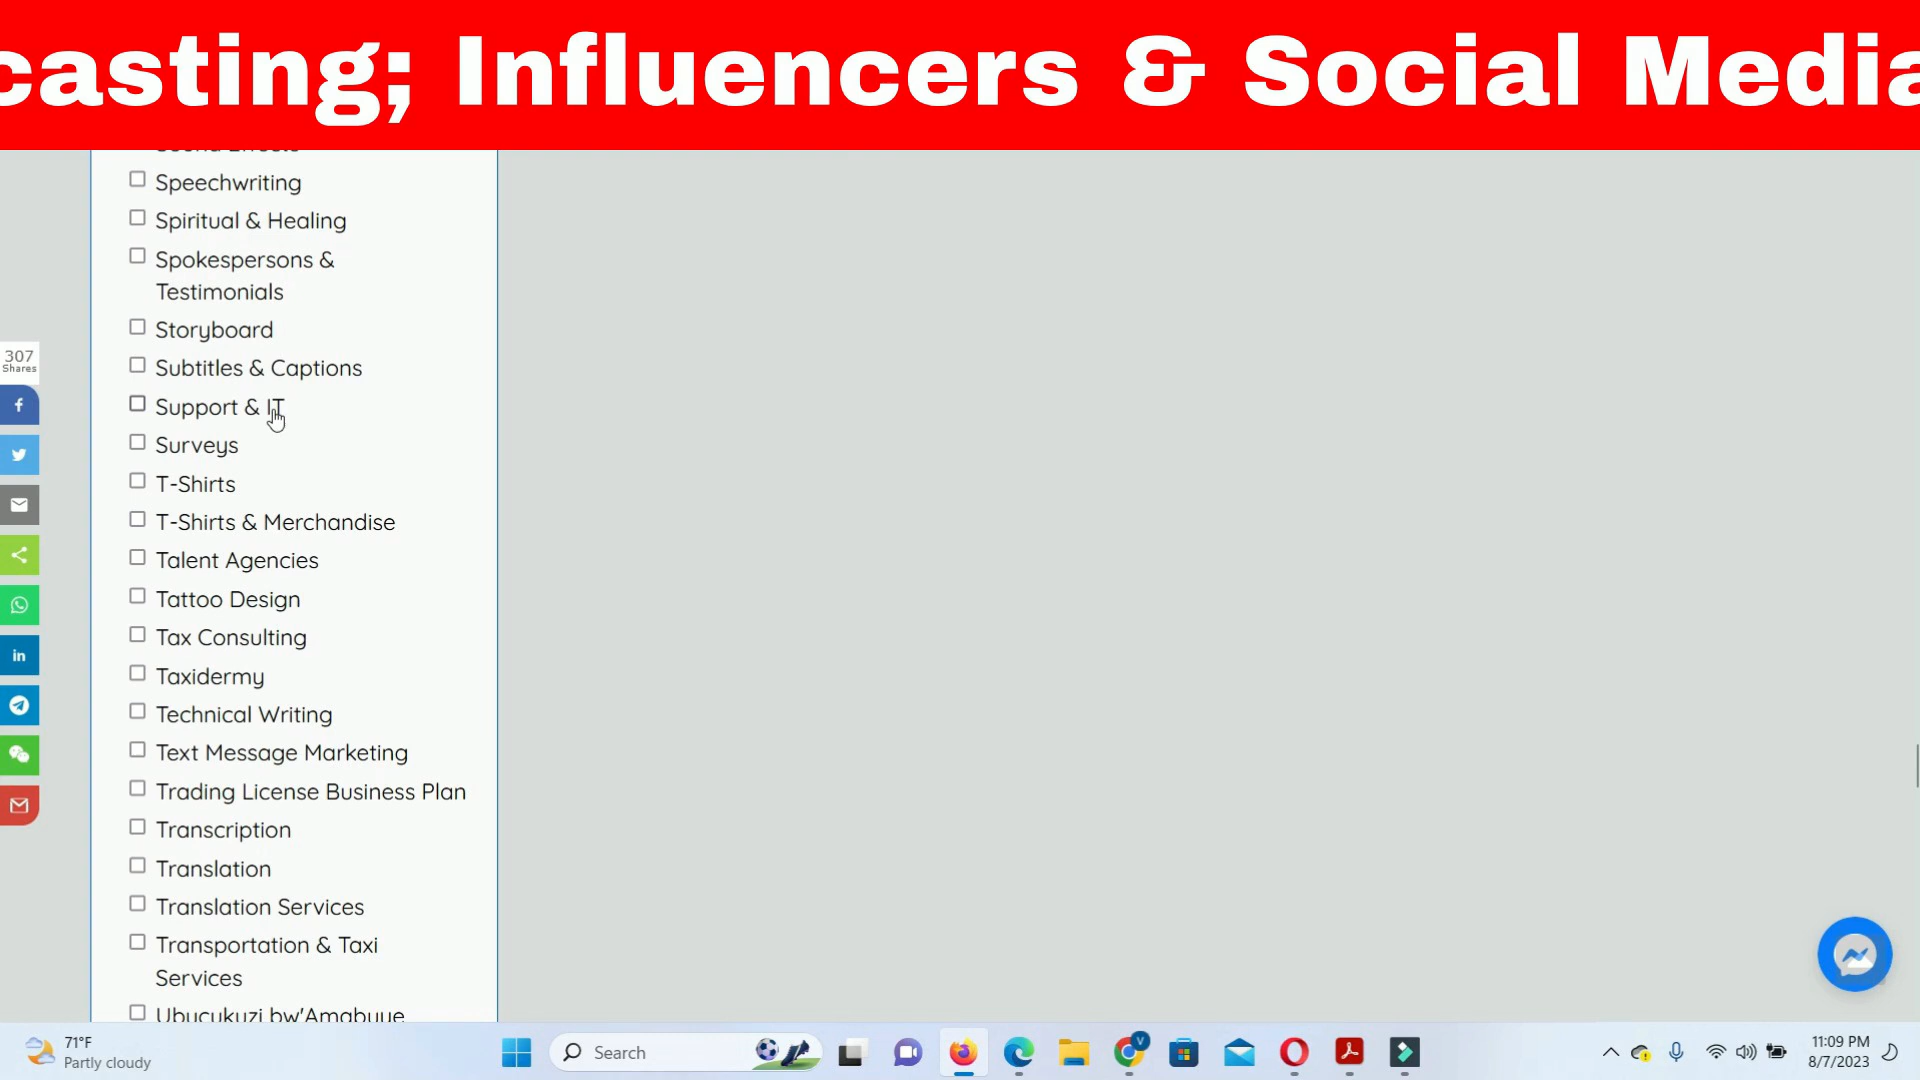 casting; Influencers & Social Media
Sound Effects
Speechwriting
Spiritual & Healing
Spokespersons &
Testimonials
Storyboard
307
Shares
Subtitles & Captions
Support & IT
Surveys
T-Shirts
T-Shirts & Merchandise
Talent Agencies
Tattoo Design
Tax Consulting
Taxidermy
Technical Writing
Text Message Marketing
Trading License Business Plan
Transcription
Translation
Translation Services
Transportation & Taxi
Services
Ubucukuzi bw'Amabuye
71°F
Partly cloudy
Search
11:09 PM
8/7/2023